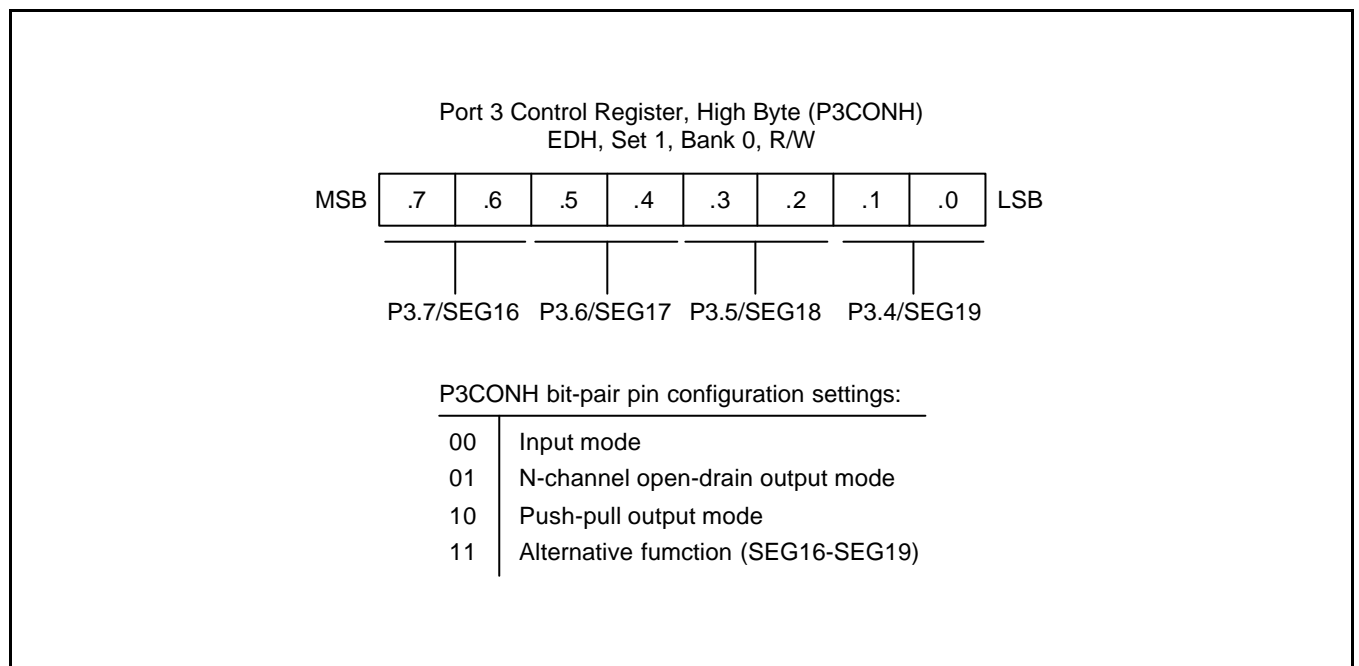 Port 3 Control Register, High Byte (P3CONH)
EDH, Set 1, Bank 0, R/W
MSB .7 .6 .5 .4 .3 .2 .1 .0 LSB
P3.7/SEG16 P3.6/SEG17 P3.5/SEG18 P3.4/SEG19
P3CONH bit-pair pin configuration settings:
00 Input mode
01 N-channel open-drain output mode
10 Push-pull output mode
11 Alternative fumction (SEG16-SEG19)